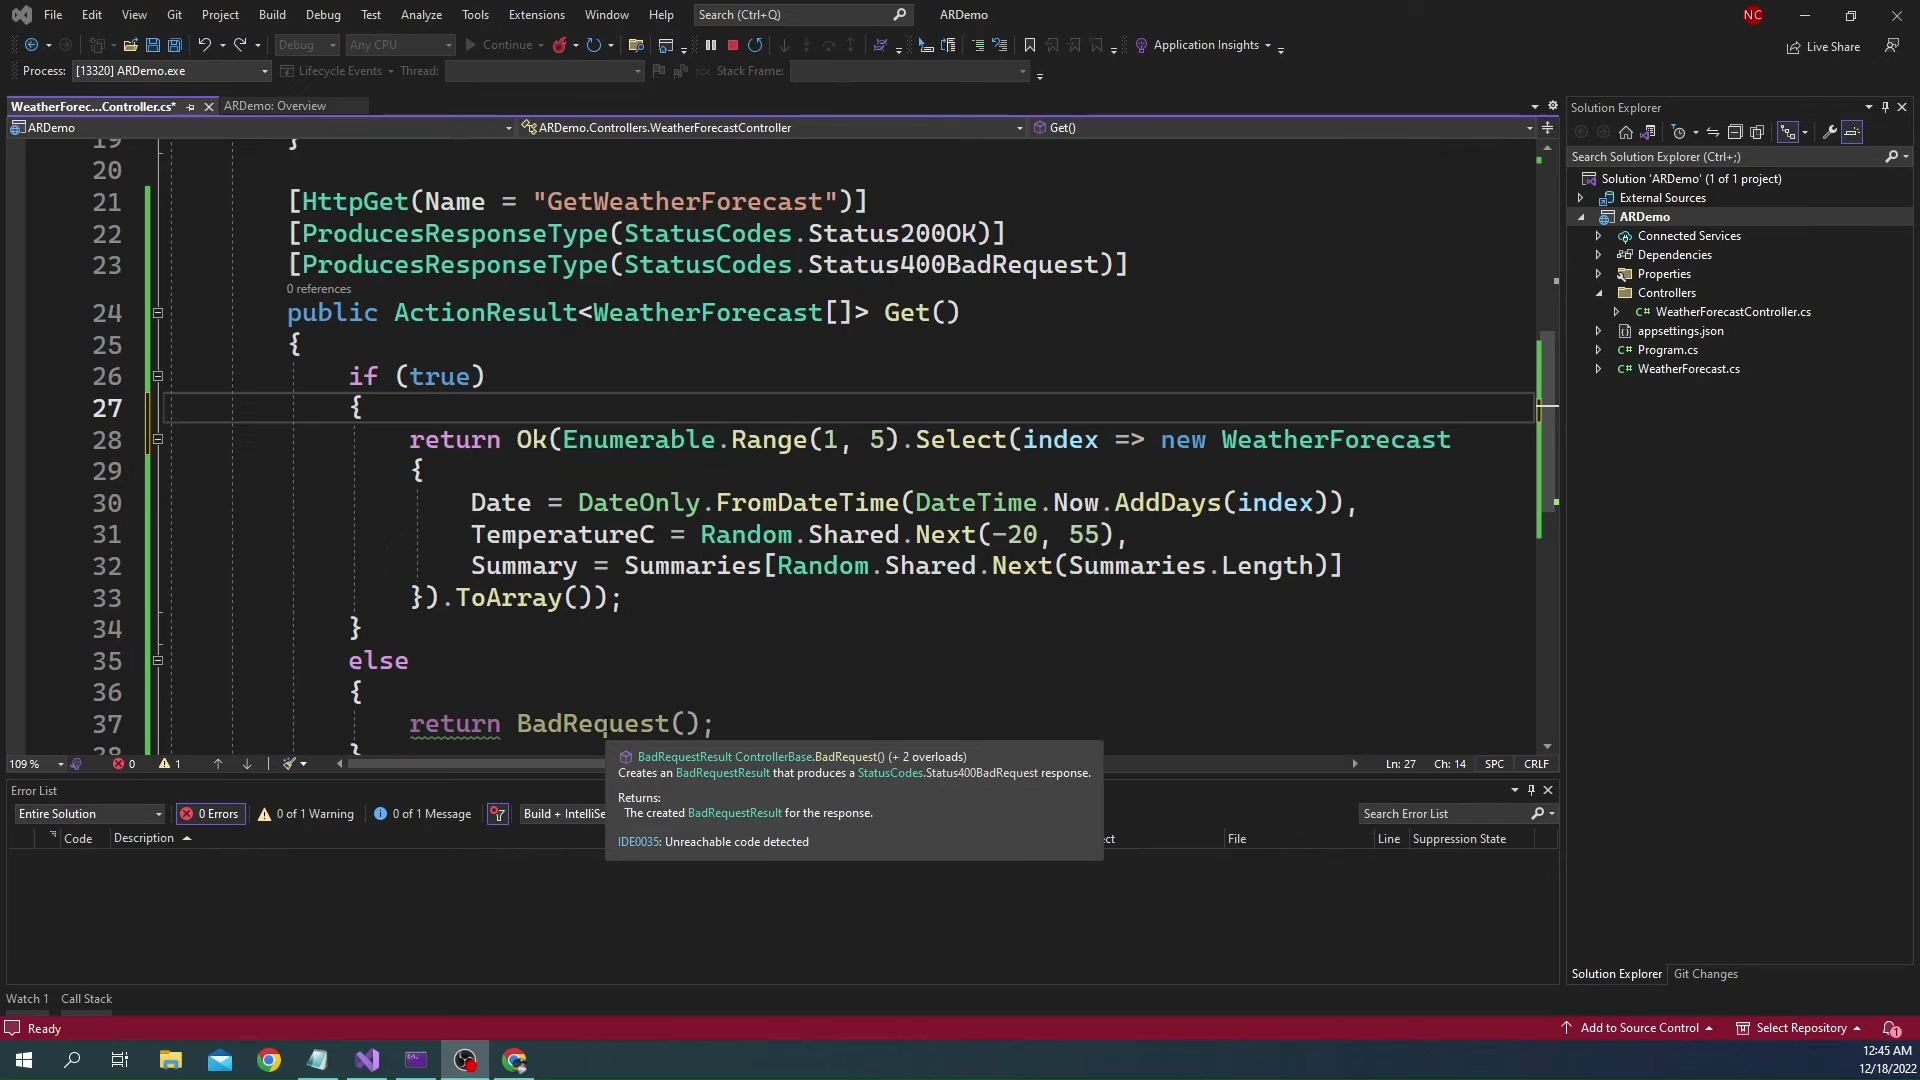 File Edit View Git Project Build Debug Test Analyze Tools Extensions Window Help Search (Ctrl+Q) ARDemo NC
Debug Any CPU Continue Application Insights Live Share
Process: [13320] ARDemo.exe Lifecycle Events Thread: Stack Frame:
WeatherForec...Controller.cs* ARDemo: Overview
ARDemo ARDemo.Controllers.WeatherForecastController Get()
19 }
20
21 [HttpGet(Name = "GetWeatherForecast")]
22 [ProducesResponseType(StatusCodes.Status200OK)]
23 [ProducesResponseType(StatusCodes.Status400BadRequest)]
0 references
24 public ActionResult<WeatherForecast[]> Get()
25 {
26 if (true)
27 {
28 return Ok(Enumerable.Range(1, 5).Select(index => new WeatherForecast
29 {
30 Date = DateOnly.FromDateTime(DateTime.Now.AddDays(index)),
31 TemperatureC = Random.Shared.Next(-20, 55),
32 Summary = Summaries[Random.Shared.Next(Summaries.Length)]
33 }).ToArray());
34 }
35 else
36 {
37 return BadRequest();
38 }
BadRequestResult ControllerBase.BadRequest() (+ 2 overloads)
Creates an BadRequestResult that produces a StatusCodes.Status400BadRequest response.
Returns:
The created BadRequestResult for the response.
IDE0035: Unreachable code detected
109 % 0 1 Ln: 27 Ch: 14 SPC CRLF
Error List
Entire Solution 0 Errors 0 of 1 Warning 0 of 1 Message Build + IntelliSe Search Error List
Code Description ct File Line Suppression State
Watch 1 Call Stack
Solution Explorer
Search Solution Explorer (Ctrl+;)
Solution 'ARDemo' (1 of 1 project)
External Sources
ARDemo
Connected Services
Dependencies
Properties
Controllers
C# WeatherForecastController.cs
appsettings.json
C# Program.cs
C# WeatherForecast.cs
Solution Explorer Git Changes
Ready Add to Source Control Select Repository 1
12:45 AM
12/18/2022